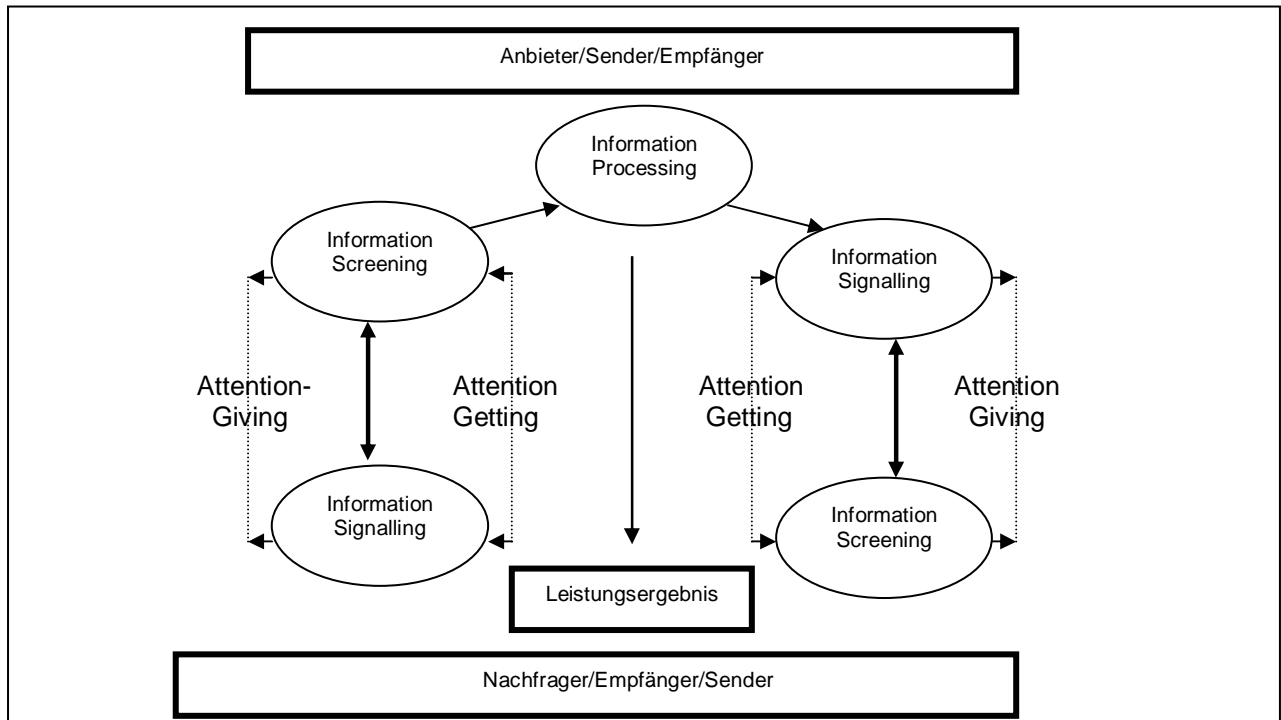 Anbieter/Sender/Empfänger
Information
Processing
Information
Screening
Information
Signalling
Attention-
Giving
Attention
Getting
Attention
Getting
Attention
Giving
Information
Signalling
Information
Screening
Leistungsergebnis
Nachfrager/Empfänger/Sender